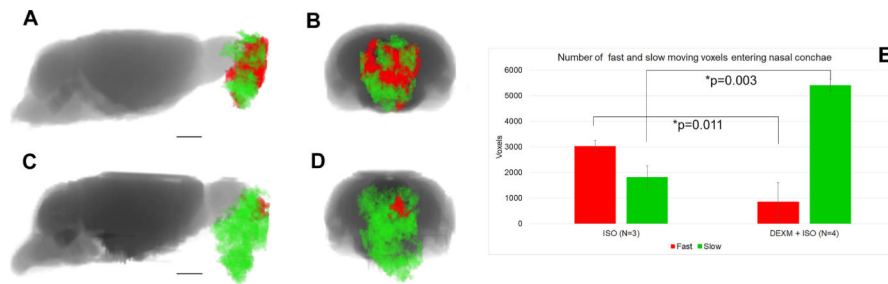 A
B
C
D
E
Number of fast and slow moving voxels entering nasal conchae
6000
5000
4000
3000
2000
1000
0
Voxels
*p=0.003
*p=0.011
ISO (N=3)
DEXM + ISO (N=4)
Fast Slow